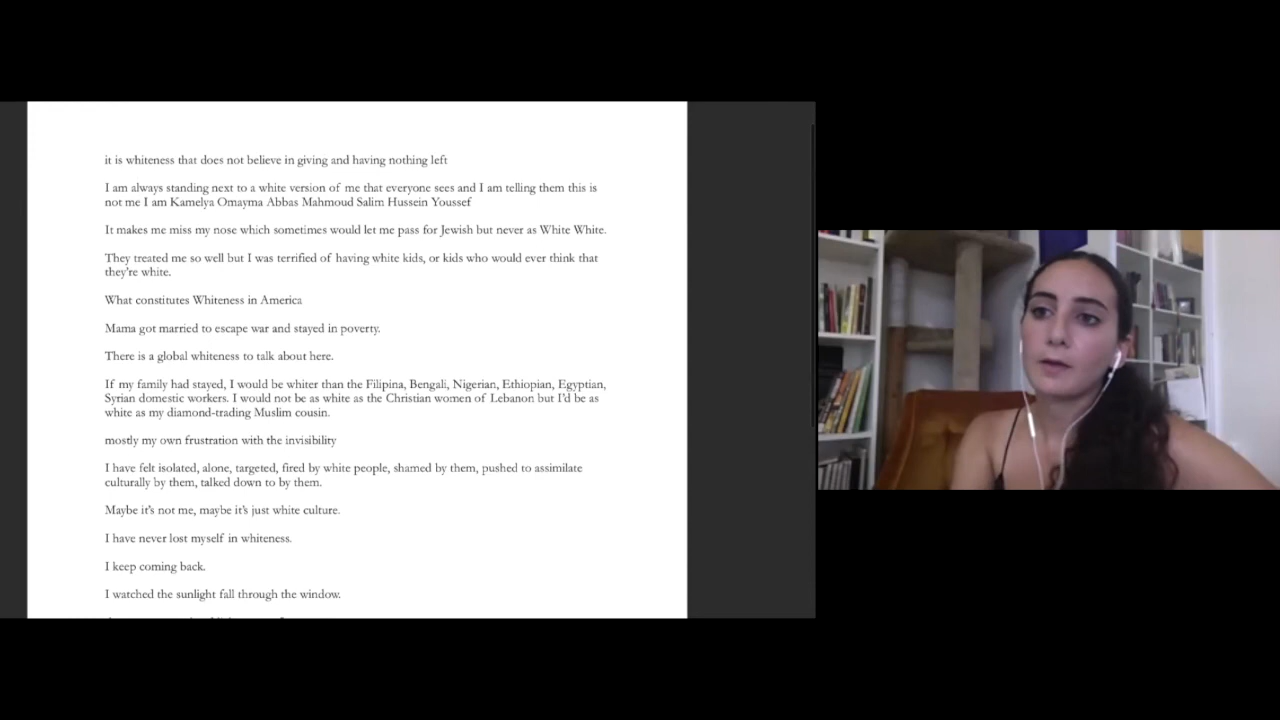 it is whiteness that does not believe in giving and having nothing left
I am always standing next to a white version of me that everyone sees and I am telling them this is
not me I am Kamelya Omayma Abbas Mahmoud Salim Hussein Youssef
It makes me miss my nose which sometimes would let me pass for Jewish but never as White White.
They treated me so well but I was terrified of having white kids, or kids who would ever think that
they're white.
What constitutes Whiteness in America
Mama got married to escape war and stayed in poverty.
There is a global whiteness to talk about here.
If my family had stayed, I would be whiter than the Filipina, Bengali, Nigerian, Ethiopian, Egyptian,
Syrian domestic workers. I would not be as white as the Christian women of Lebanon but I'd be as
white as my diamond-trading Muslim cousin.
mostly my own frustration with the invisibility
I have felt isolated, alone, targeted, fired by white people, shamed by them, pushed to assimilate
culturally by them, talked down to by them.
Maybe it's not me, maybe it's just white culture.
I have never lost myself in whiteness.
I keep coming back.
I watched the sunlight fall through the window.